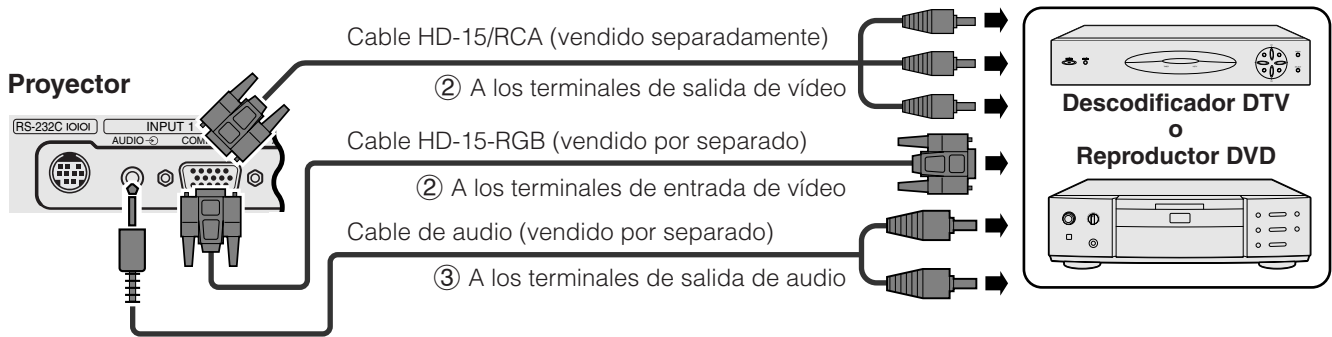 Cable HD-15/RCA (vendido separadamente)
② A los terminales de salida de vídeo
Proyector
RS-232C IOIOI
INPUT 1
AUDIO
COM
Cable HD-15-RGB (vendido por separado)
② A los terminales de entrada de vídeo
Cable de audio (vendido por separado)
③ A los terminales de salida de audio
Descodificador DTV
o
Reproductor DVD